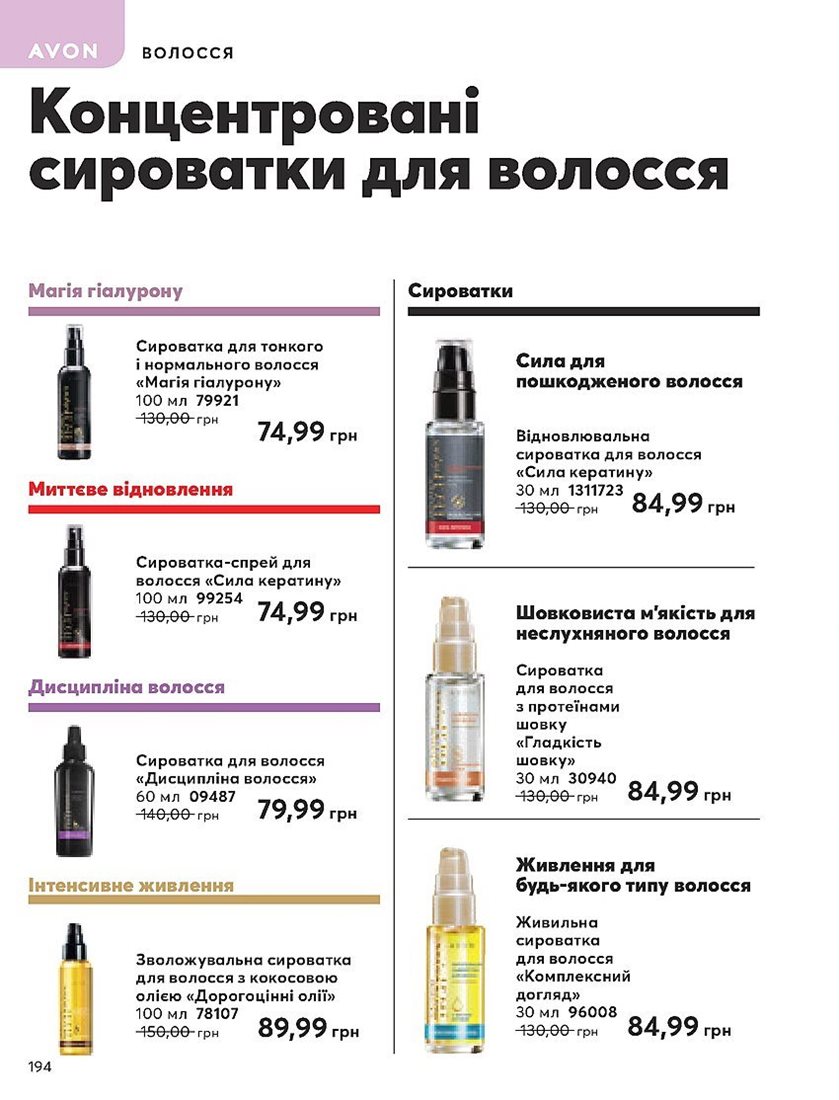 AVON
ВОЛОССЯ
Концентровані
сироватки для волосся
Магія гіалурону
Сироватка для тонкого
і нормального волосся
«Магія гіалурону»
100 мл 79921
130,00 грн
74,99 грн
Миттєве відновлення
Сироватка-спрей для
волосся «Сила кератину»
100 мл 99254
130,00 грн
74,99 грн
Дисципліна волосся
Сироватка для волосся
«Дисципліна волосся»
60 мл 09487
140,00 грн
79,99 грн
Інтенсивне живлення
Зволожувальна сироватка
для волосся з кокосовою
олією «Дорогоцінні олії»
100 мл 78107
150,00 грн
89,99 грн
Сироватки
Сила для
пошкодженого волосся
Відновлювальна
сироватка для волосся
«Сила кератину»
30 мл 1311723
130,00 грн
84,99 грн
Шовковиста м'якість для
неслухняного волосся
Сироватка
для волосся
з протеїнами
шовку
«Гладкість
шовку»
30 мл 30940
130,00 грн
84,99 грн
Живлення для
будь-якого типу волосся
Живильна
сироватка
для волосся
«Комплексний
догляд»
30 мл 96008
130,00 грн
84,99 грн
194